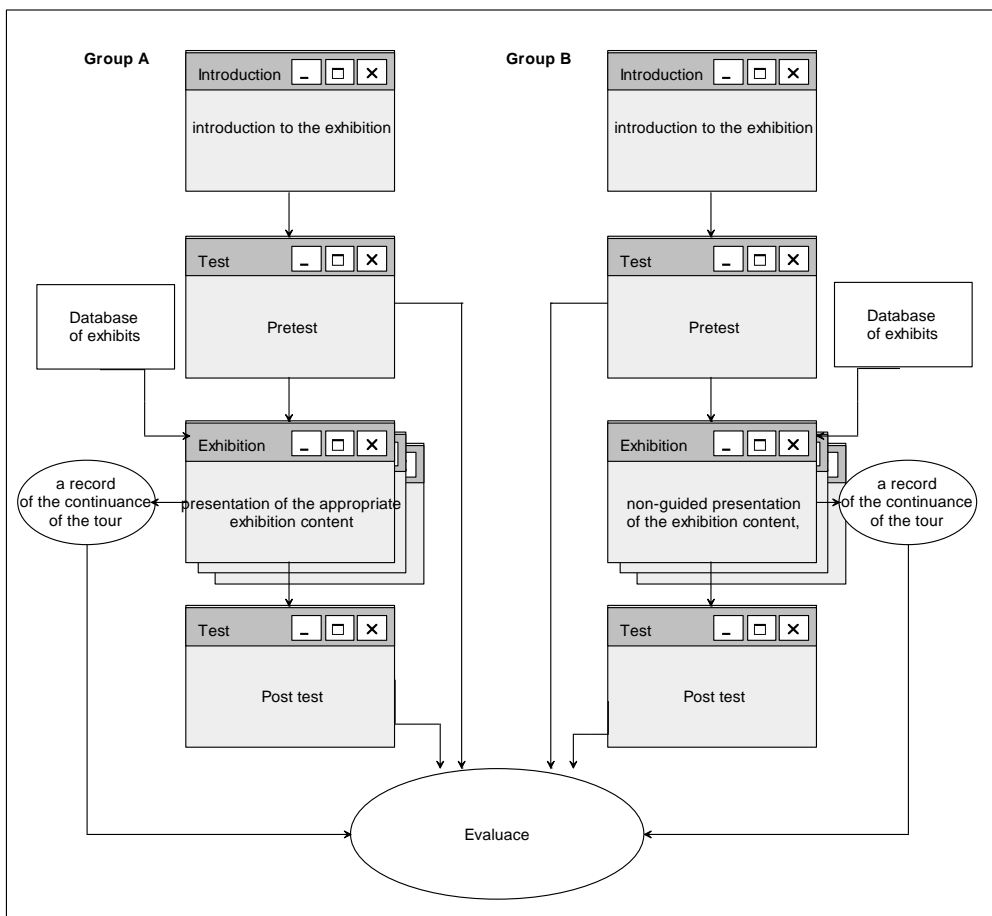 Group A
Introduction
introduction to the exhibition
Test
Pretest
Database
of exhibits
Exhibition
presentation of the appropriate
exhibition content
a record
of the continuance
of the tour
Test
Post test
Group B
Introduction
introduction to the exhibition
Test
Pretest
Database
of exhibits
Exhibition
non-guided presentation
of the exhibition content,
a record
of the continuance
of the tour
Test
Post test
Evaluace